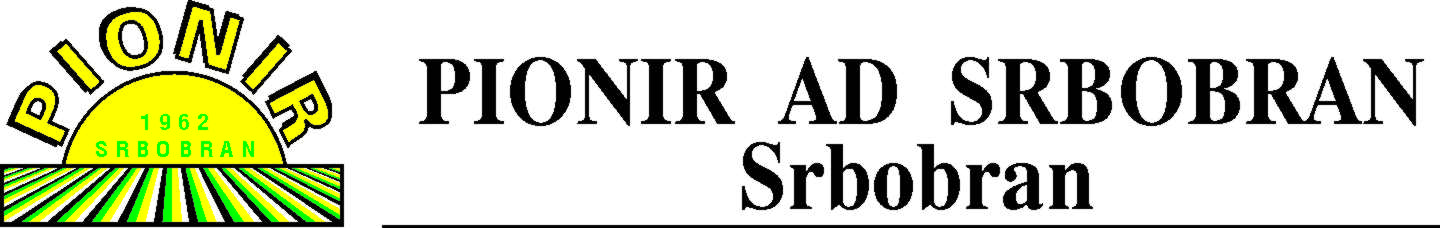 PIONIR
1962
SRBOBRAN
PIONIR AD SRBOBRAN
Srbobran